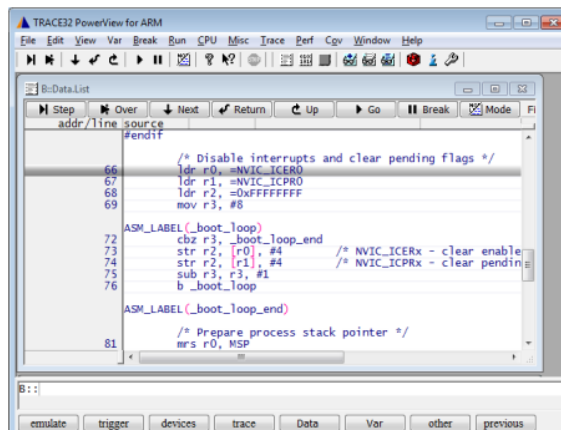 TRACE32 PowerView for ARM
File Edit View Var Break Run CPU Misc Trace Perf Cov Window Help
B::Data.List
Step Over Next Return Up Go Break Mode Fi
addr/line source
#endif
/* Disable interrupts and clear pending flags */
66 ldr r0, =NVIC_ICER0
67 ldr r1, =NVIC_ICPR0
68 ldr r2, =0xFFFFFFFF
69 mov r3, #8
ASM_LABEL(_boot_loop)
72 cbz r3, _boot_loop_end
73 str r2, [r0], #4 /* NVIC_ICERx - clear enable
74 str r2, [r1], #4 /* NVIC_ICPRx - clear pendin
75 sub r3, r3, #1
76 b _boot_loop
ASM_LABEL(_boot_loop_end)
/* Prepare process stack pointer */
81 mrs r0, MSP
B::
emulate trigger devices trace Data Var other previous